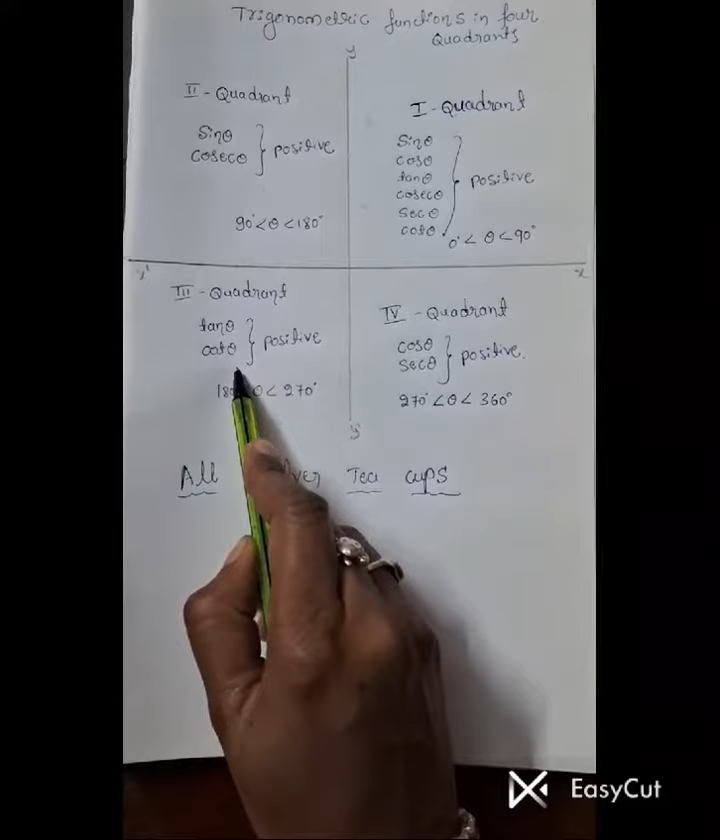 Trigonometric functions in four
Quadrants
y
II - Quadrant
sinθ
cosecθ
positive
90°<θ<180°
I - Quadrant
sinθ
cosθ
tanθ
cosecθ
secθ
cotθ
positive
0°< θ<90°
x'
x
III - Quadrant
tanθ
cotθ
positive
θ< 270°
IV - Quadrant
cosθ
secθ
positive.
270°<θ< 360°
y'
All Tea cups
EasyCut